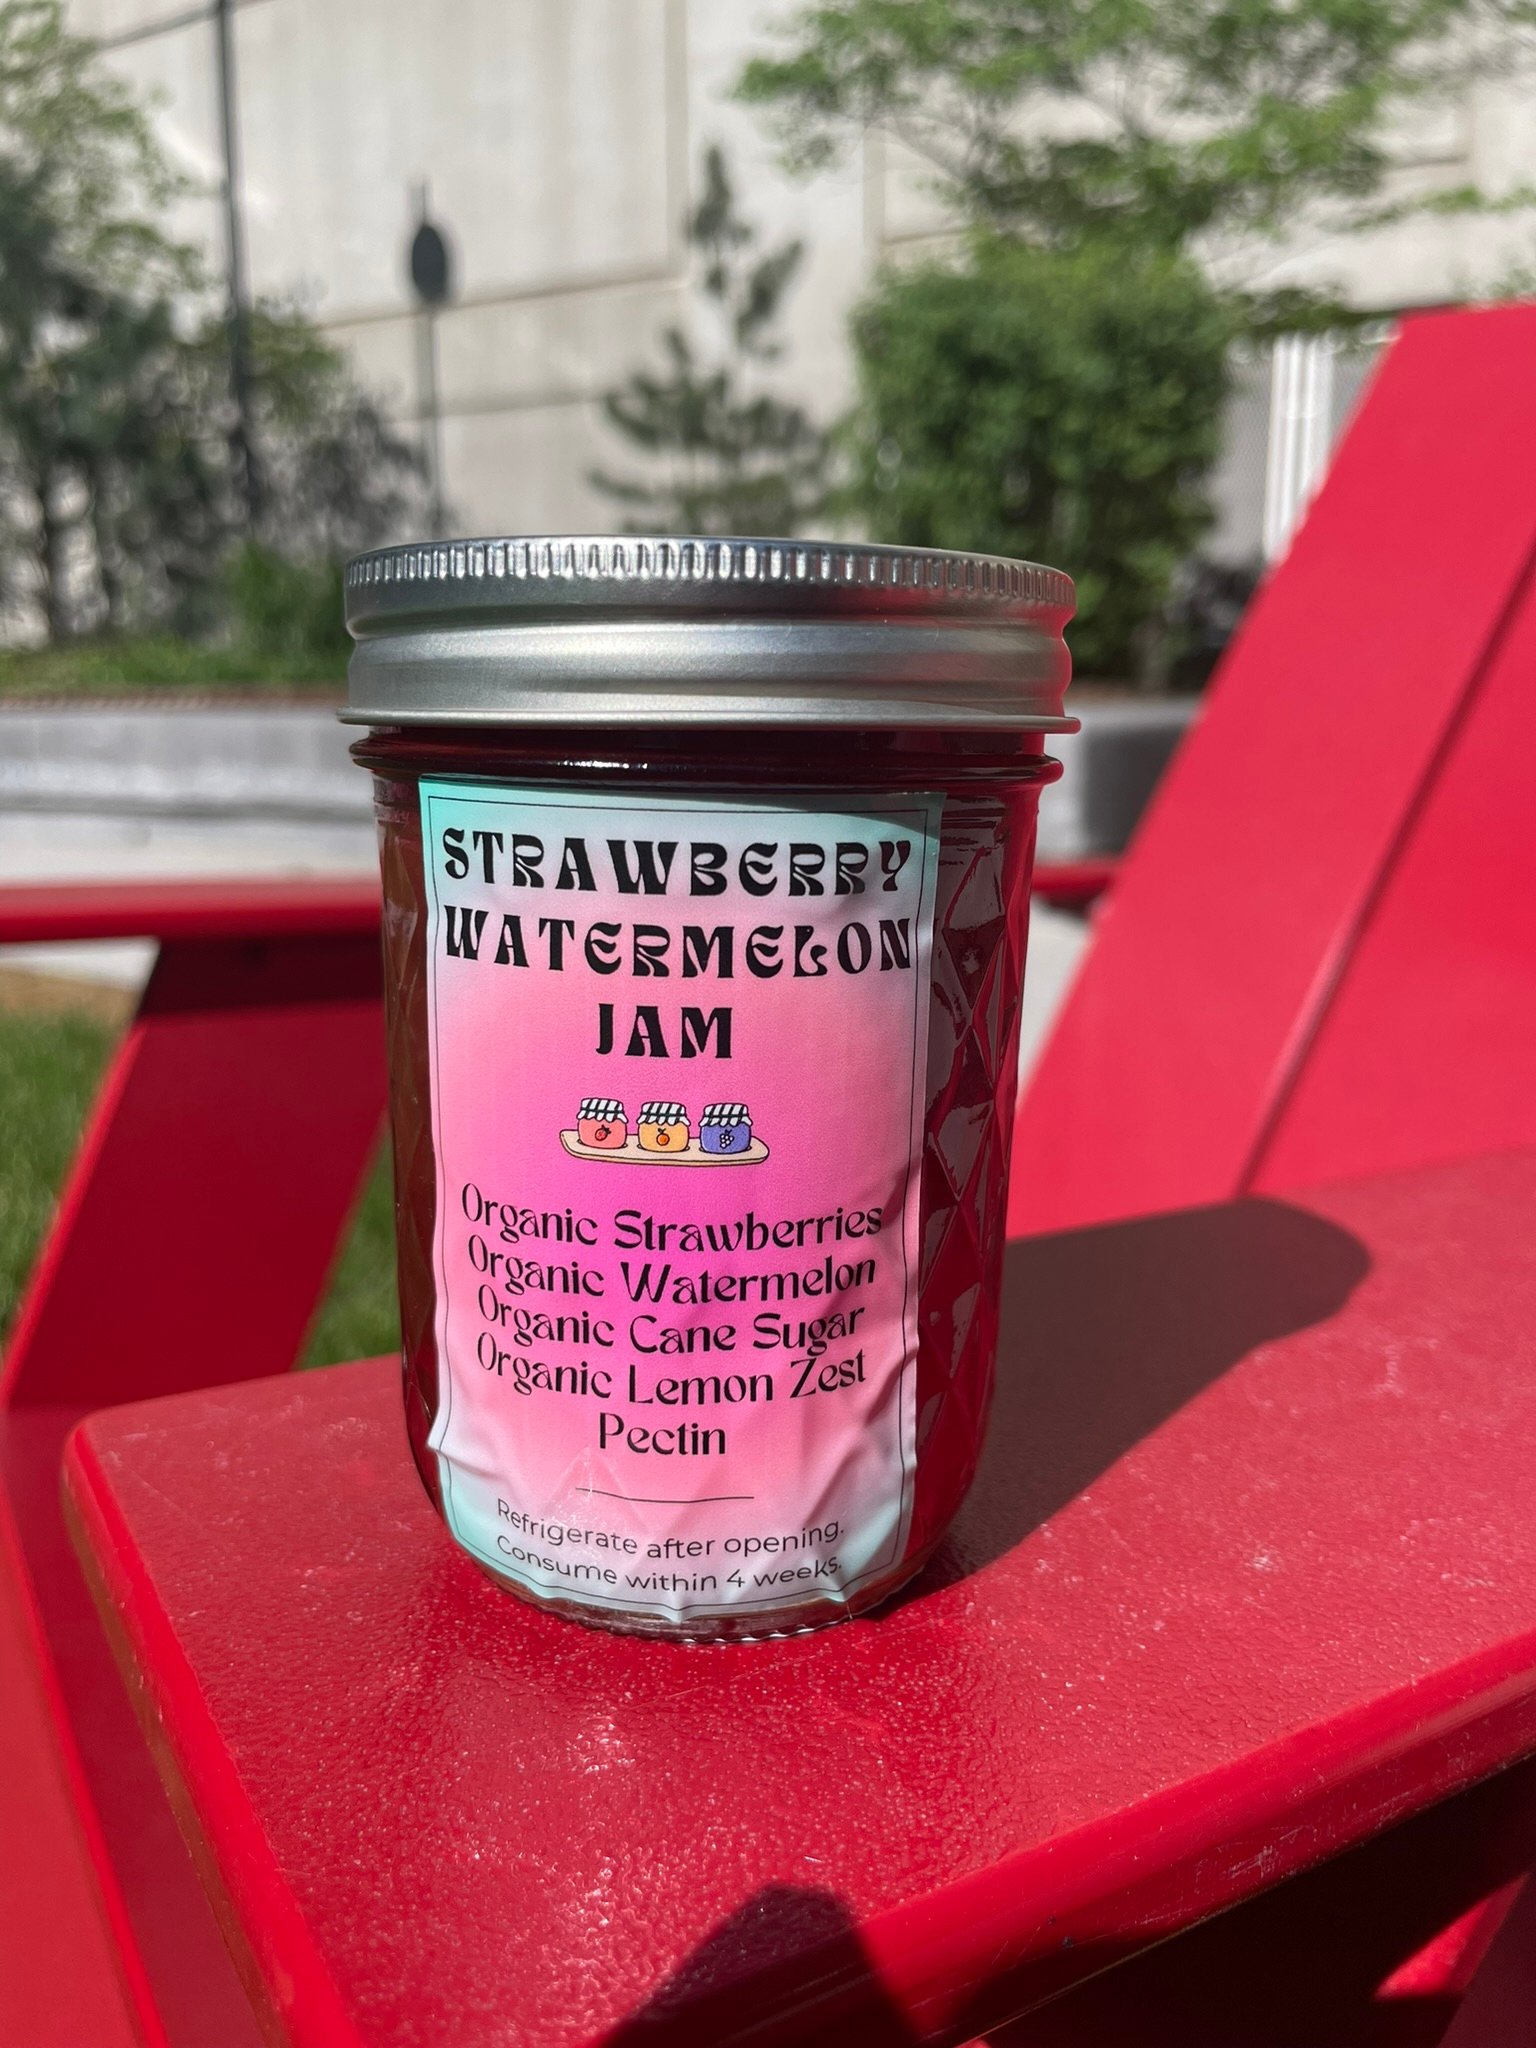 STRAWBERRY
WATERMELON
JAM
Organic Strawberries
Organic Watermelon
Organic Cane Sugar
Organic Lemon Zest
Pectin
Refrigerate after opening.
Consume within 4 weeks.